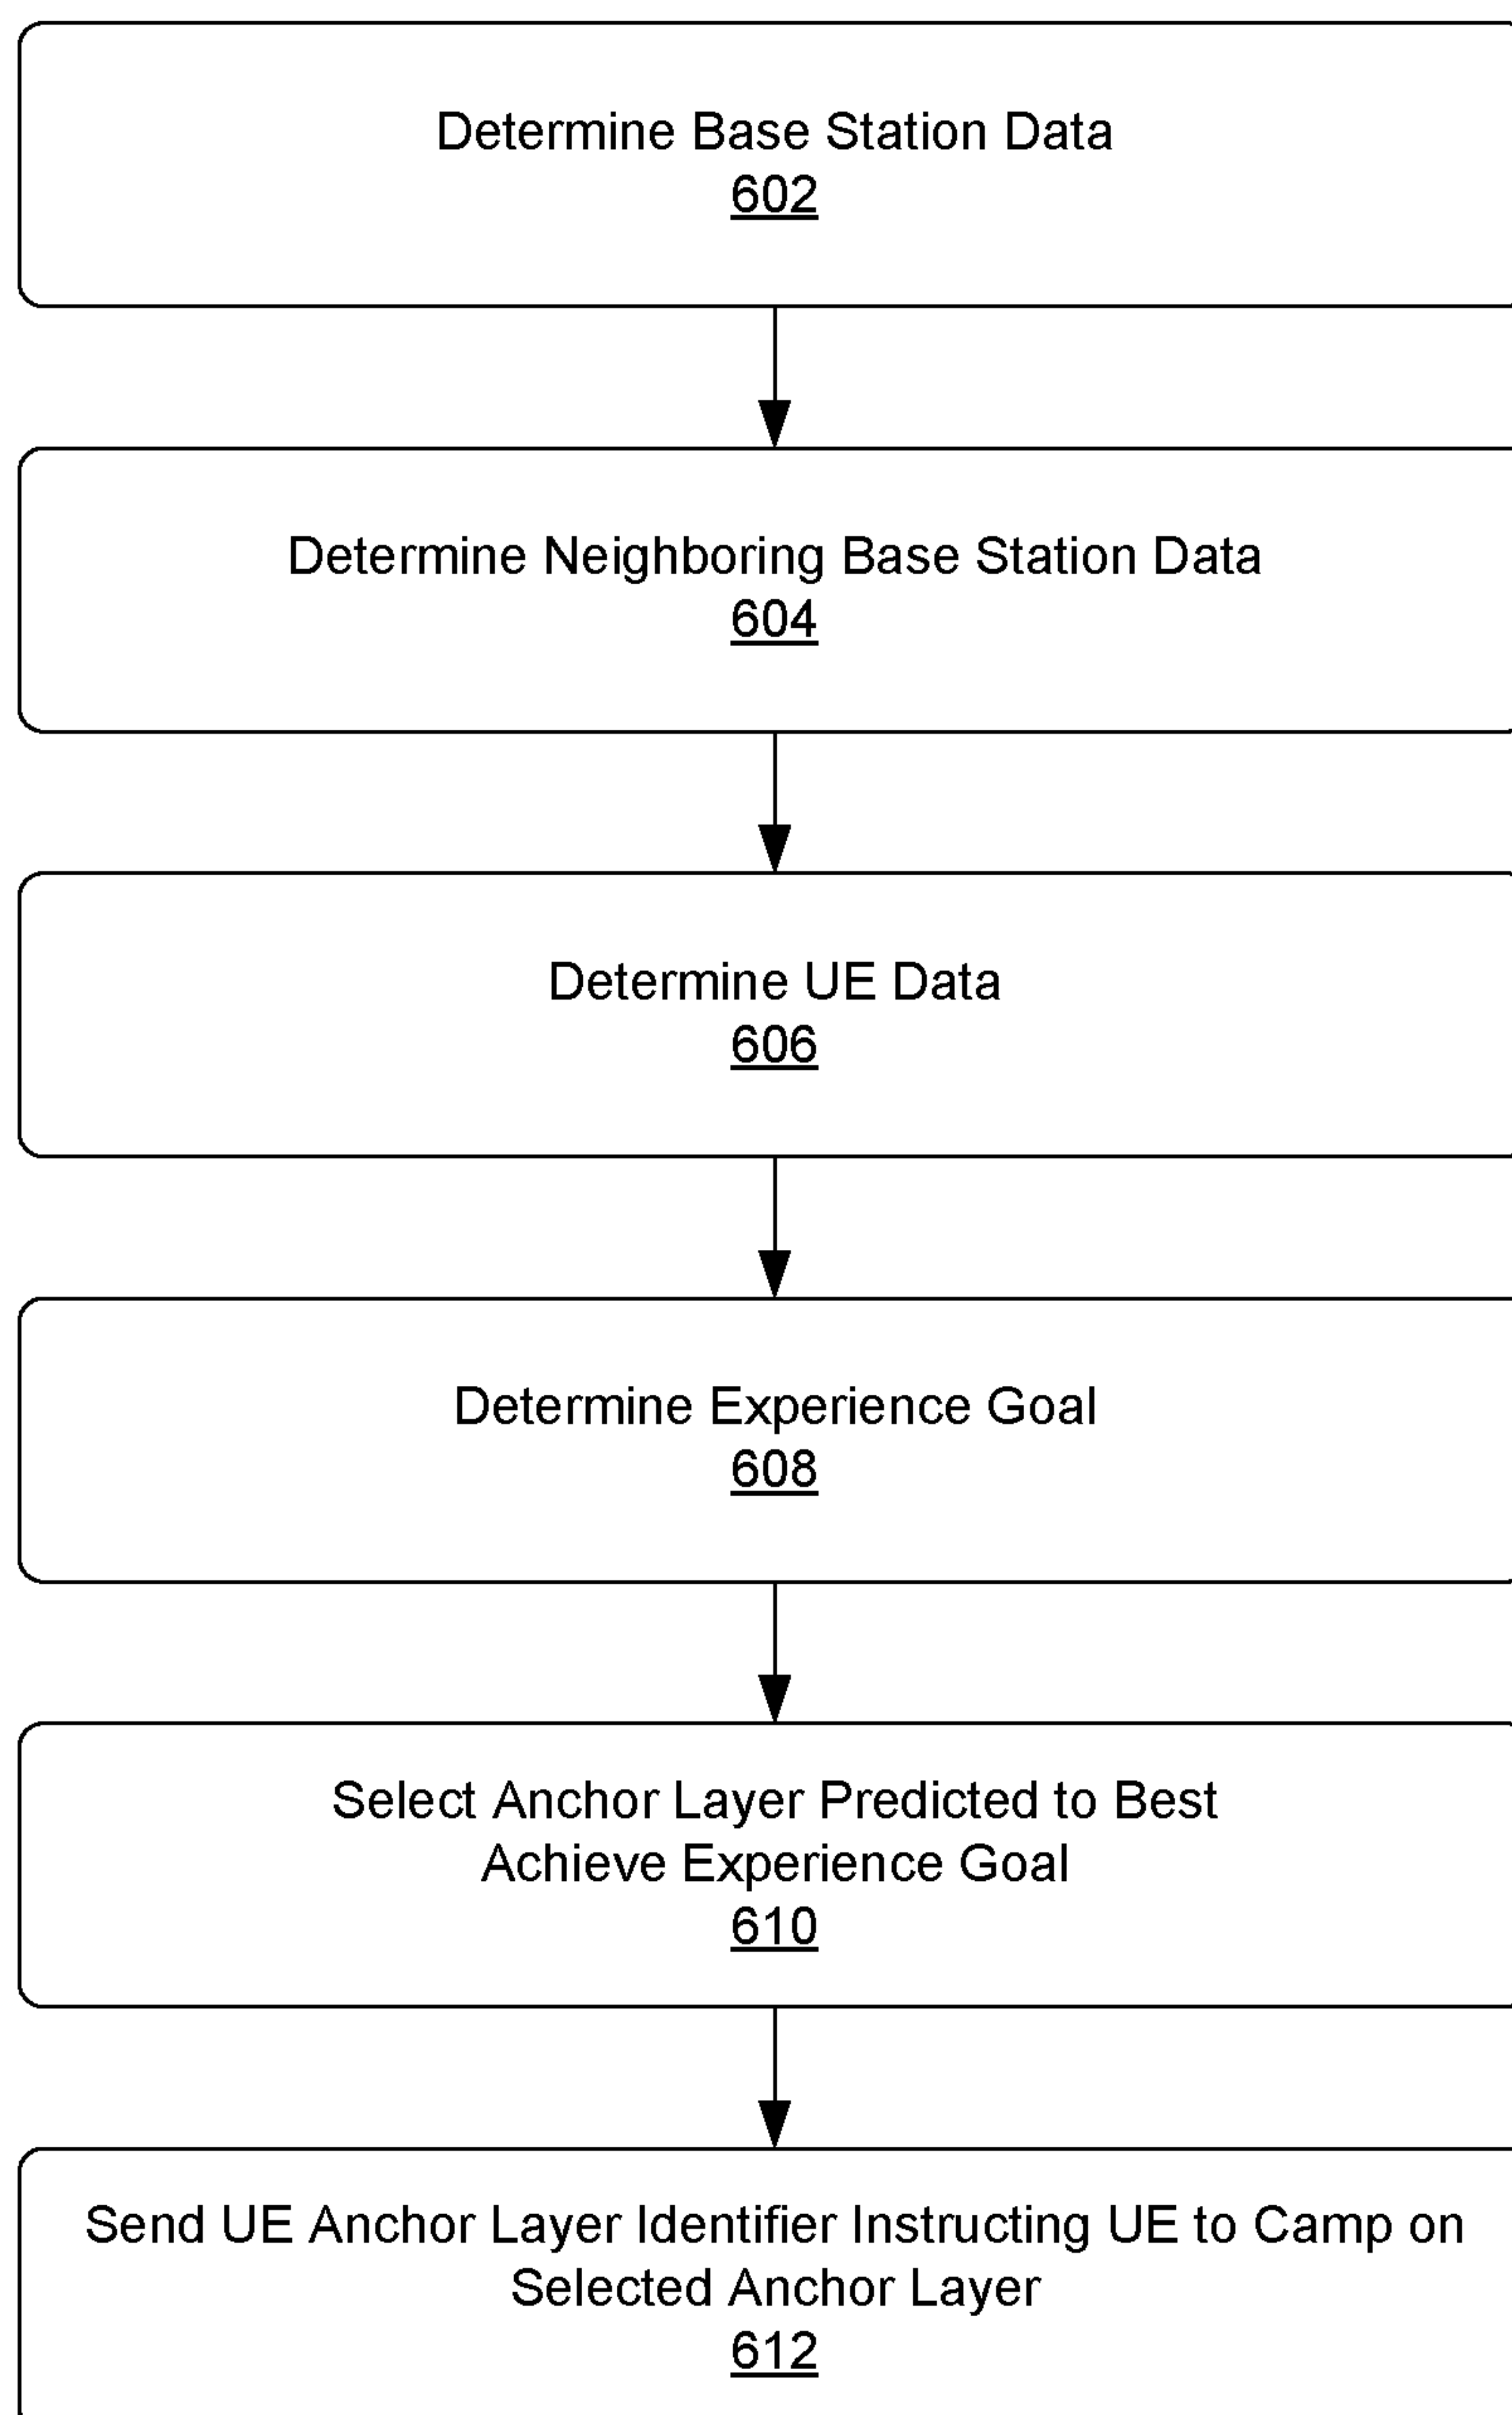 Determine Base Station Data
602
Determine Neighboring Base Station Data
604
Determine UE Data
606
Determine Experience Goal
608
Select Anchor Layer Predicted to Best
Achieve Experience Goal
610
Send UE Anchor Layer Identifier Instructing UE to Camp on
Selected Anchor Layer
612